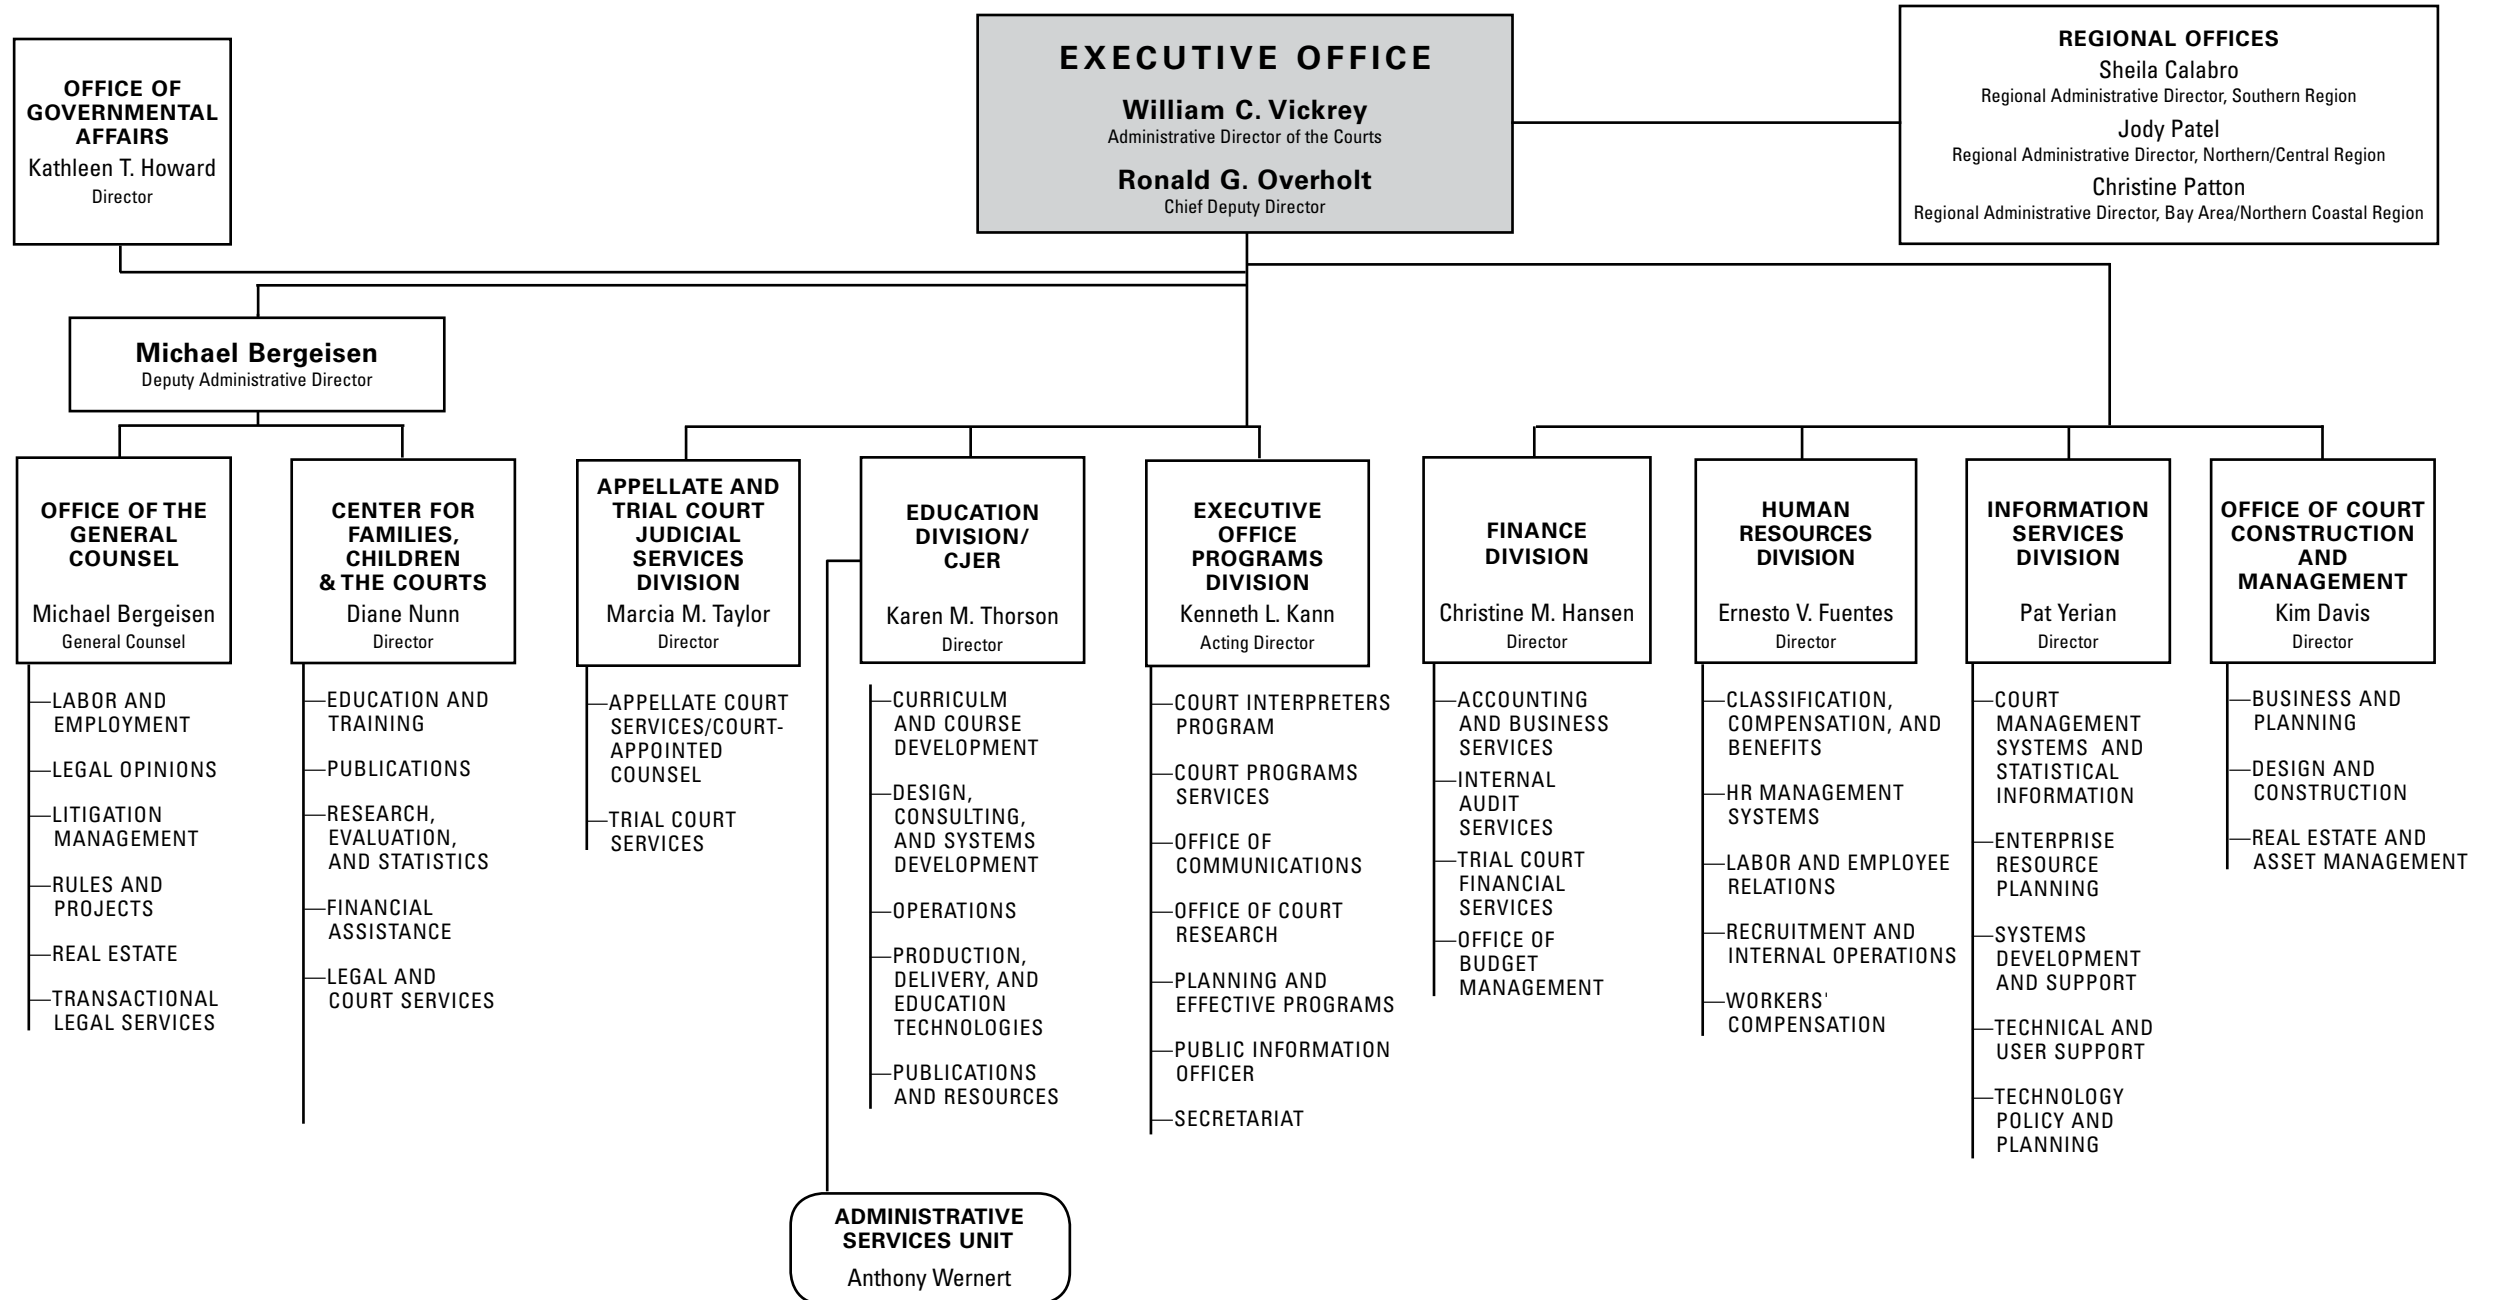 OFFICE OF
GOVERNMENTAL
AFFAIRS
Kathleen T. Howard
Director
EXECUTIVE OFFICE
William C. Vickrey
Administrative Director of the Courts
Ronald G. Overholt
Chief Deputy Director
REGIONAL OFFICES
Sheila Calabro
Regional Administrative Director, Southern Region
Jody Patel
Regional Administrative Director, Northern/Central Region
Christine Patton
Regional Administrative Director, Bay Area/Northern Coastal Region
Michael Bergeisen
Deputy Administrative Director
OFFICE OF THE
GENERAL
COUNSEL
Michael Bergeisen
General Counsel
LABOR AND
EMPLOYMENT
LEGAL OPINIONS
LITIGATION
MANAGEMENT
RULES AND
PROJECTS
REAL ESTATE
TRANSACTIONAL
LEGAL SERVICES
CENTER FOR
FAMILIES,
CHILDREN
& THE COURTS
Diane Nunn
Director
EDUCATION AND
TRAINING
PUBLICATIONS
RESEARCH,
EVALUATION,
AND STATISTICS
FINANCIAL
ASSISTANCE
LEGAL AND
COURT SERVICES
APPELLATE AND
TRIAL COURT
JUDICIAL
SERVICES
DIVISION
Marcia M. Taylor
Director
APPELLATE COURT
SERVICES/COURT-
APPOINTED
COUNSEL
TRIAL COURT
SERVICES
EDUCATION
DIVISION/
CJER
Karen M. Thorson
Director
CURRICULM
AND COURSE
DEVELOPMENT
DESIGN,
CONSULTING,
AND SYSTEMS
DEVELOPMENT
OPERATIONS
PRODUCTION,
DELIVERY, AND
EDUCATION
TECHNOLOGIES
PUBLICATIONS
AND RESOURCES
ADMINISTRATIVE
SERVICES UNIT
Anthony Wernert
EXECUTIVE
OFFICE
PROGRAMS
DIVISION
Kenneth L. Kann
Acting Director
COURT INTERPRETERS
PROGRAM
COURT PROGRAMS
SERVICES
OFFICE OF
COMMUNICATIONS
OFFICE OF COURT
RESEARCH
PLANNING AND
EFFECTIVE PROGRAMS
PUBLIC INFORMATION
OFFICER
SECRETARIAT
FINANCE
DIVISION
Christine M. Hansen
Director
ACCOUNTING
AND BUSINESS
SERVICES
INTERNAL
AUDIT
SERVICES
TRIAL COURT
FINANCIAL
SERVICES
OFFICE OF
BUDGET
MANAGEMENT
HUMAN
RESOURCES
DIVISION
Ernesto V. Fuentes
Director
CLASSIFICATION,
COMPENSATION, AND
BENEFITS
HR MANAGEMENT
SYSTEMS
LABOR AND EMPLOYEE
RELATIONS
RECRUITMENT AND
INTERNAL OPERATIONS
WORKERS'
COMPENSATION
INFORMATION
SERVICES
DIVISION
Pat Yerian
Director
COURT
MANAGEMENT
SYSTEMS AND
STATISTICAL
INFORMATION
ENTERPRISE
RESOURCE
PLANNING
SYSTEMS
DEVELOPMENT
AND SUPPORT
TECHNICAL AND
USER SUPPORT
TECHNOLOGY
POLICY AND
PLANNING
OFFICE OF COURT
CONSTRUCTION
AND
MANAGEMENT
Kim Davis
Director
BUSINESS AND
PLANNING
DESIGN AND
CONSTRUCTION
REAL ESTATE AND
ASSET MANAGEMENT